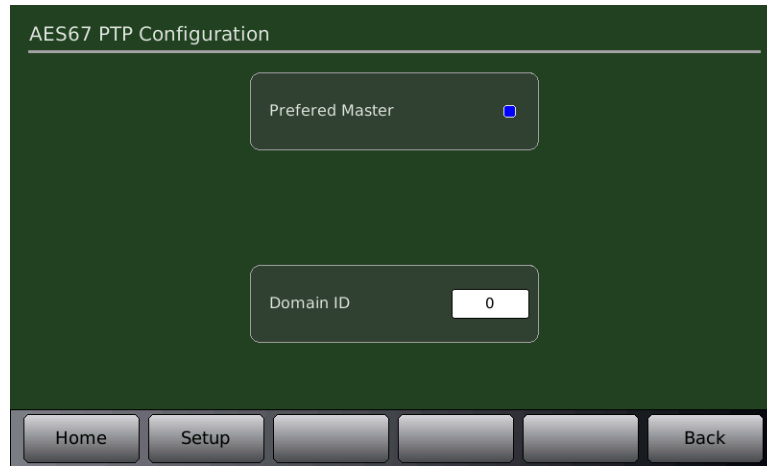 AES67 PTP Configuration
Prefered Master
Domain ID
0
Home Setup Back